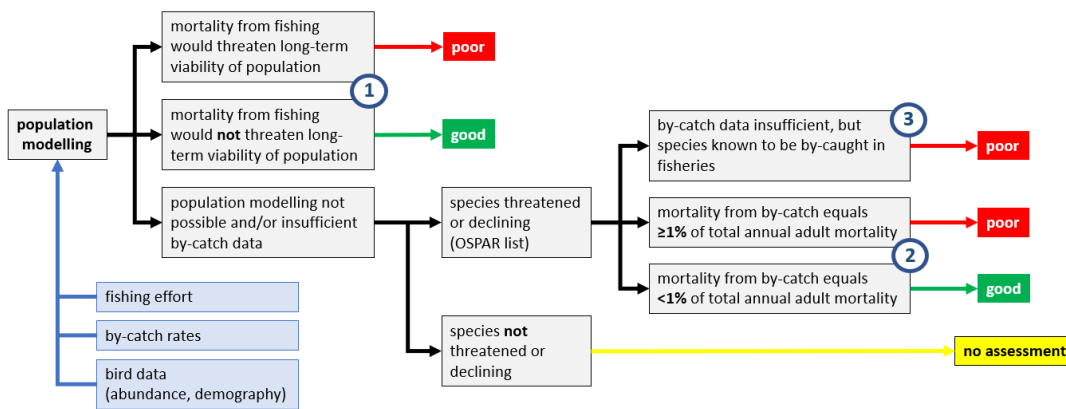 mortality from fishing
would threaten long-term
viability of population
poor
1
population
modelling
mortality from fishing
would not threaten long-
term viability of population
good
population modelling not
possible and/or insufficient
by-catch data
species threatened
or declining
(OSPAR list)
3
by-catch data insufficient, but
species known to be by-caught in
fisheries
poor
mortality from by-catch equals
≥1% of total annual adult mortality
poor
2
mortality from by-catch equals
<1% of total annual adult mortality
good
species not
threatened or
declining
no assessment
fishing effort
by-catch rates
bird data
(abundance, demography)